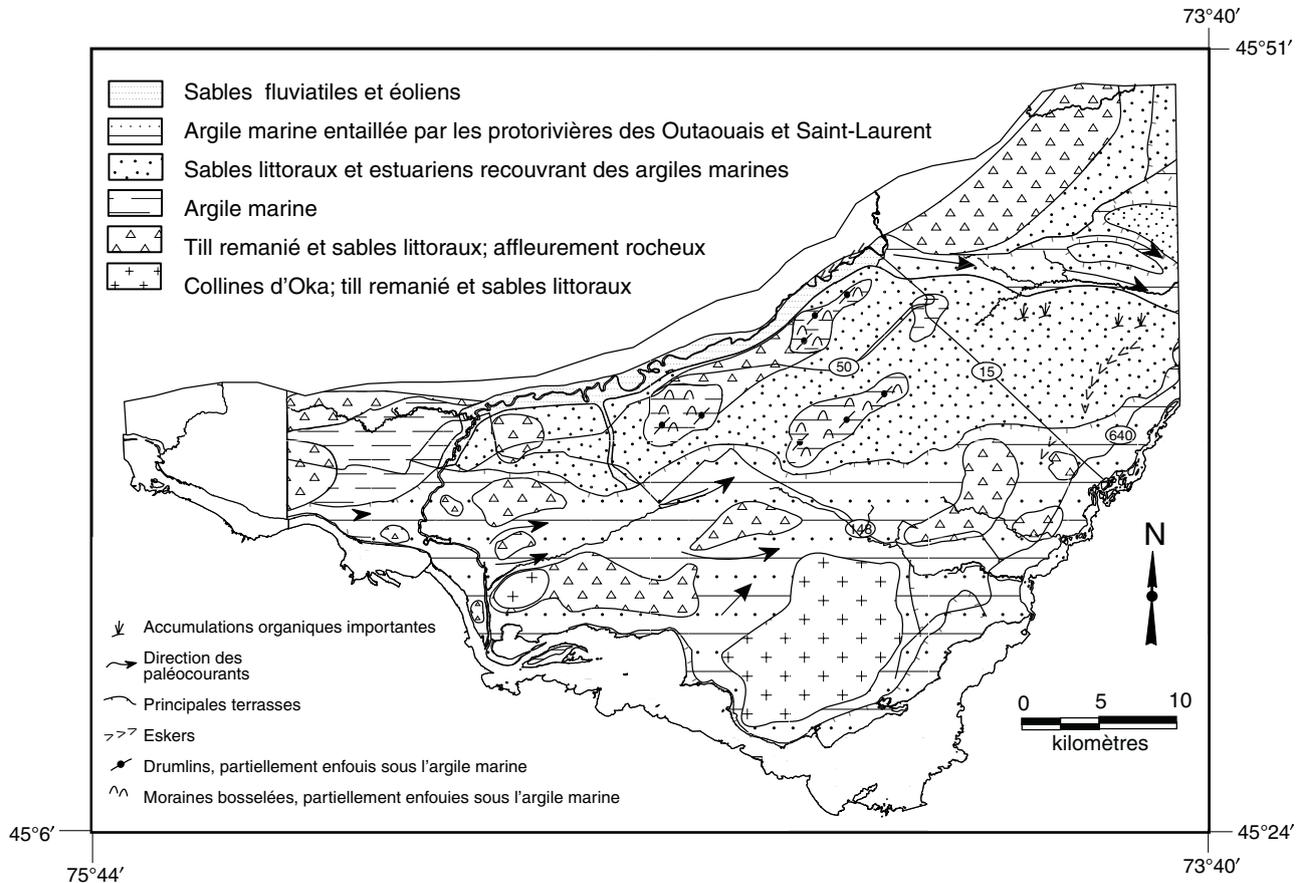 73°40′
45°51′
Sables fluviatiles et éoliens
Argile marine entaillée par les protorivières des Outaouais et Saint-Laurent
Sables littoraux et estuariens recouvrant des argiles marines
Argile marine
Till remanié et sables littoraux; affleurement rocheux
Collines d’Oka; till remanié et sables littoraux
50
15
640
148
N
Accumulations organiques importantes
Direction des
paléocourants
Principales terrasses
Eskers
Drumlins, partiellement enfouis sous l’argile marine
Moraines bosselées, partiellement enfouies sous l’argile marine
0 5 10
kilomètres
45°6′
45°24′
75°44′
73°40′